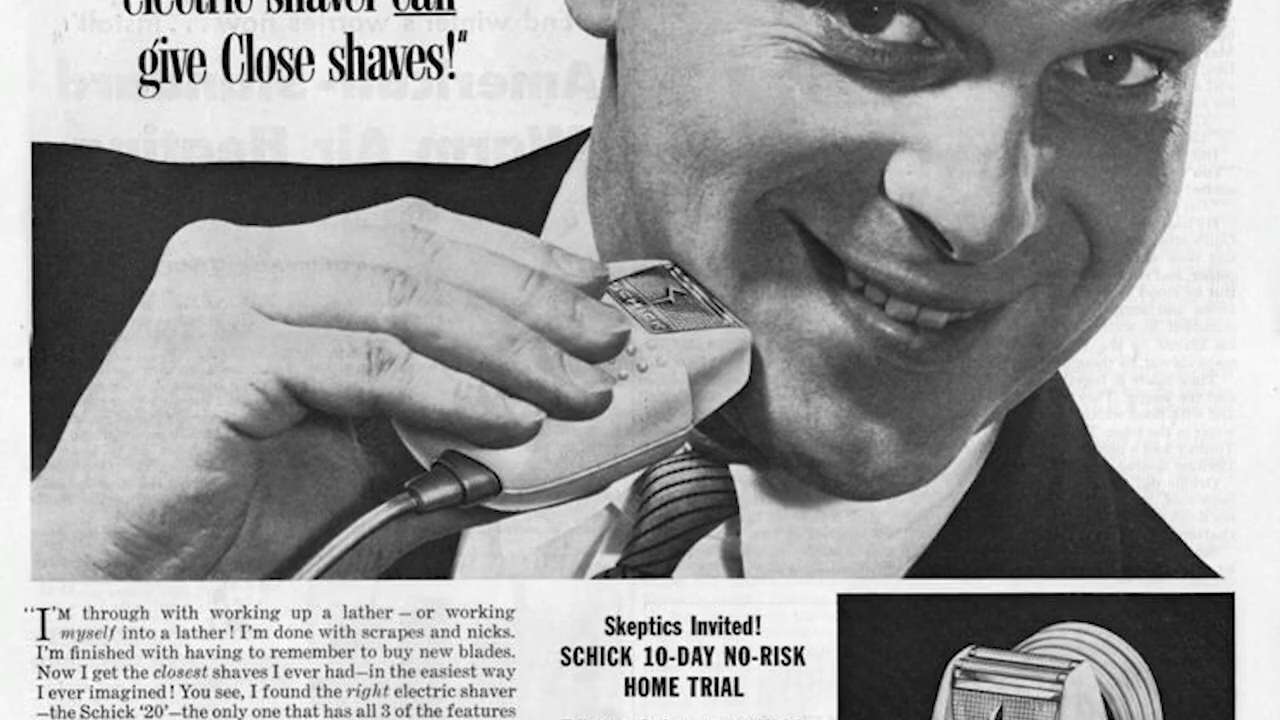 electric shaver can
give Close shaves!"
"I'M through with working up a lather — or working
myself into a lather! I'm done with scrapes and nicks.
I'm finished with having to remember to buy new blades.
Now I get the closest shaves I ever had—in the easiest way
I ever imagined! You see, I found the right electric shaver
—the Schick '20'—the only one that has all 3 of the features
Skeptics Invited!
SCHICK 10-DAY NO-RISK
HOME TRIAL